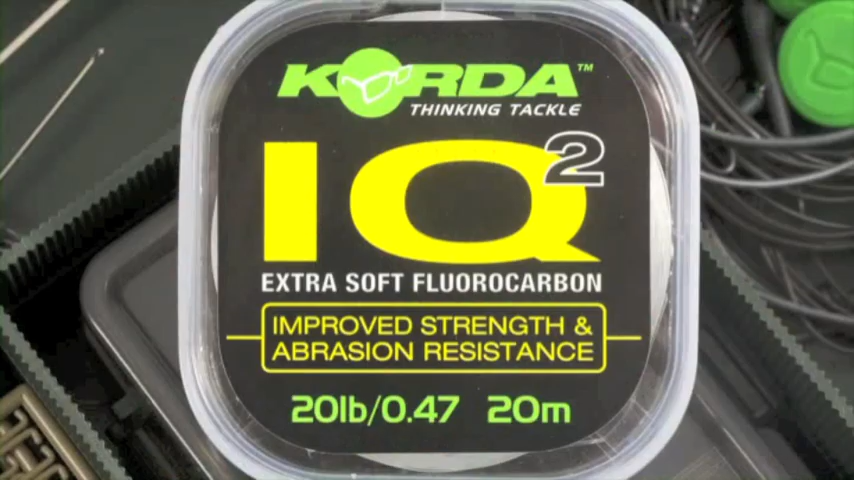 KORDA™
THINKING TACKLE
IQ²
EXTRA SOFT FLUOROCARBON
IMPROVED STRENGTH &
ABRASION RESISTANCE
20lb/0.47 20m